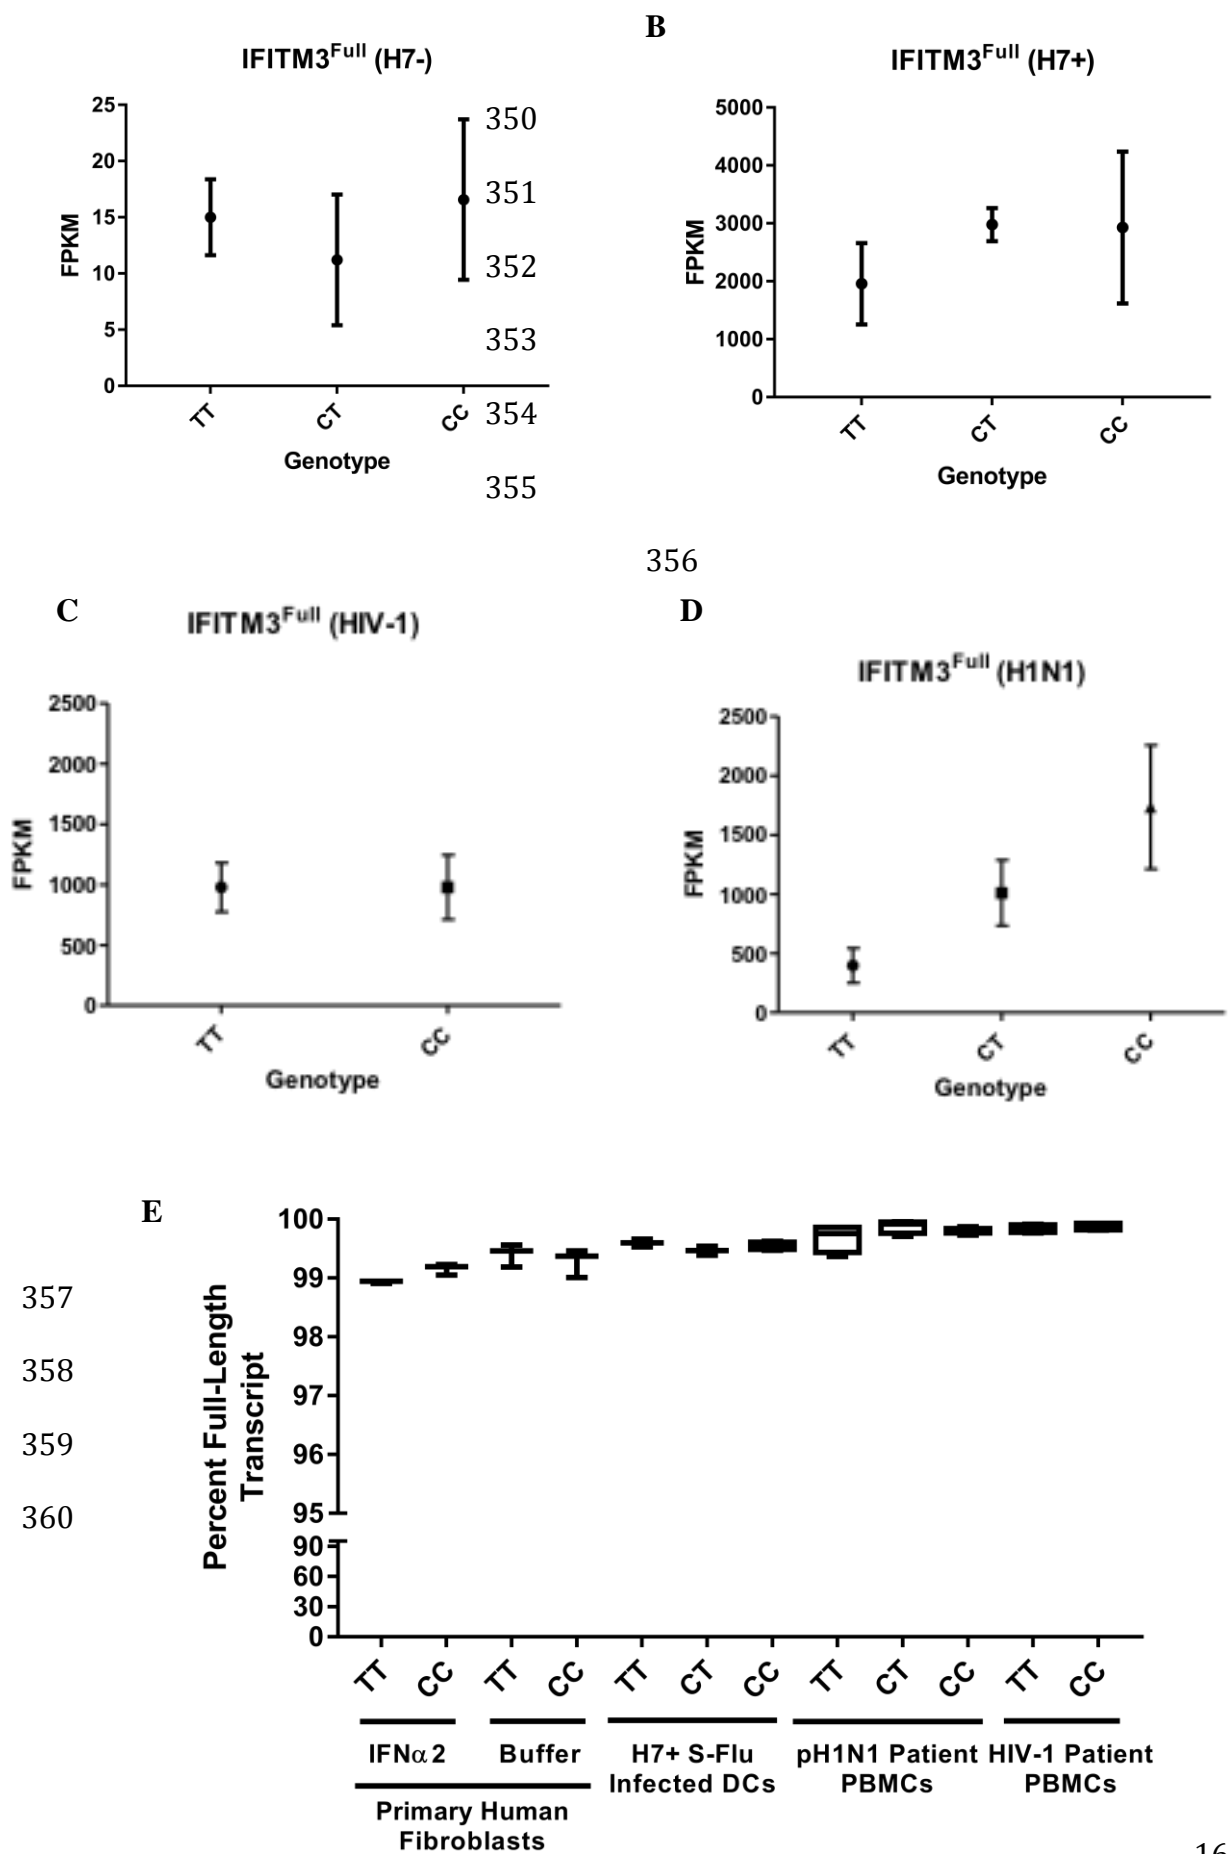 B
IFITM3Full (H7-)
25
20
15
10
5
0
FPKM
TT
CT
CC
Genotype
350
351
352
353
354
355
IFITM3Full (H7+)
5000
4000
3000
2000
1000
0
FPKM
TT
CT
CC
Genotype
356
C
IFITM3Full (HIV-1)
2500
2000
1500
1000
500
0
FPKM
TT
CC
Genotype
D
IFITM3Full (H1N1)
2500
2000
1500
1000
500
0
FPKM
TT
CT
CC
Genotype
E
357
358
359
360
Percent Full-Length
Transcript
100
99
98
97
96
95
90
60
30
0
TT
CC
TT
CC
TT
CT
CC
TT
CT
CC
TT
CC
IFNα2
Buffer
Primary Human
Fibroblasts
H7+ S-Flu
Infected DCs
pH1N1 Patient
PBMCs
HIV-1 Patient
PBMCs
16